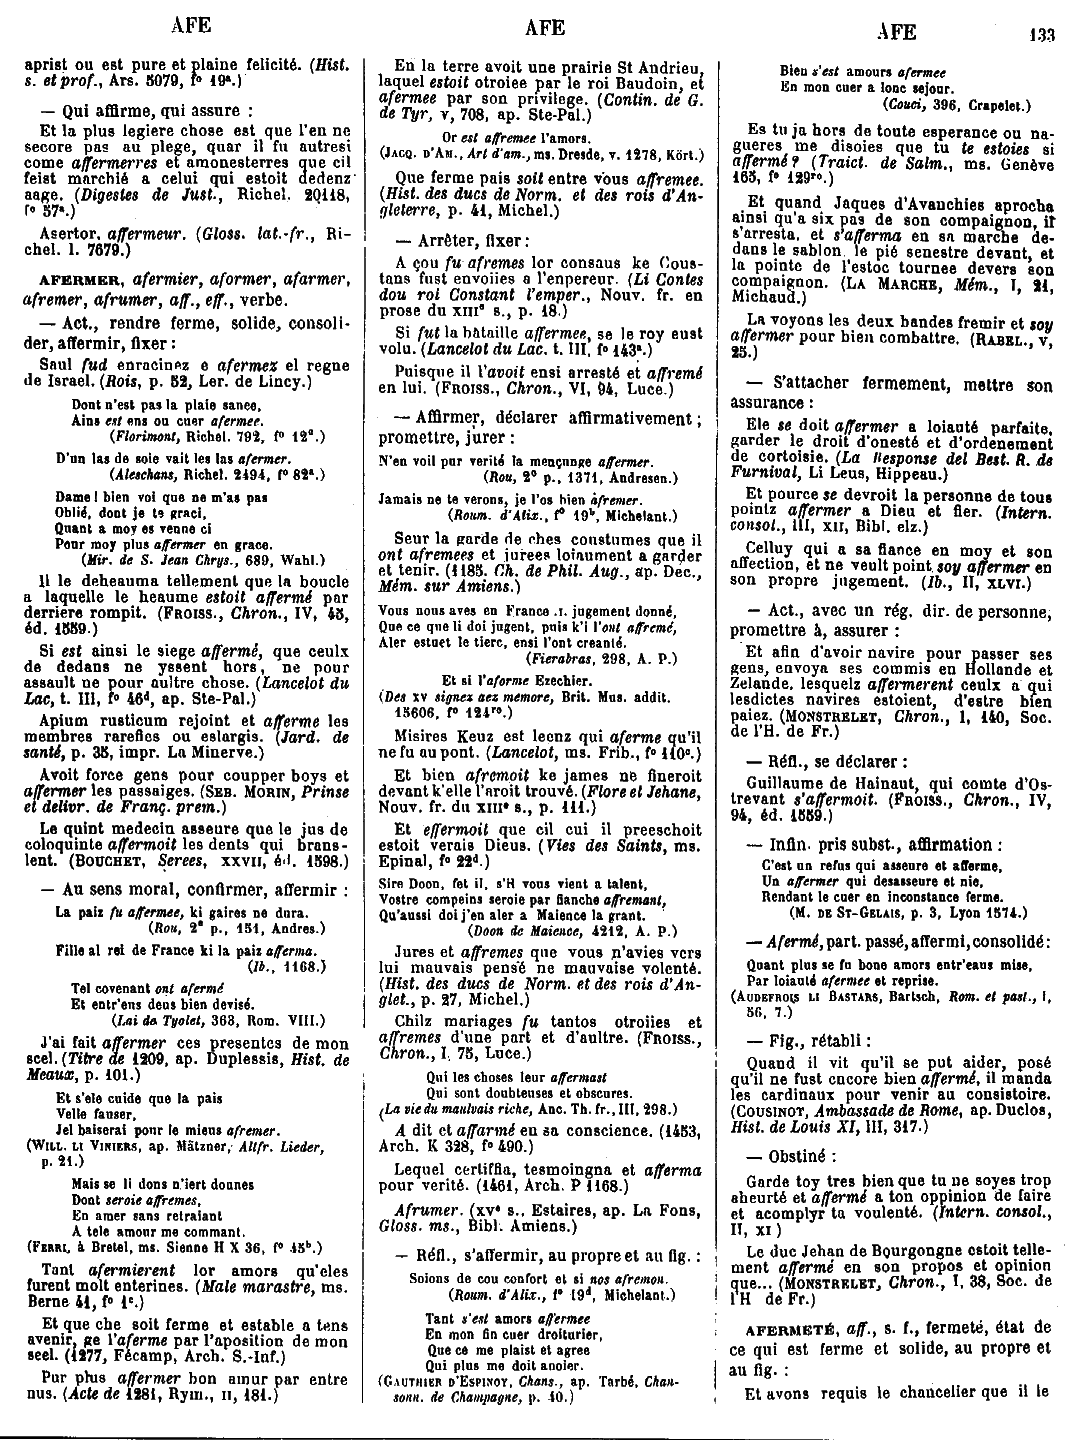 AFE
AFE
AFE
133
aprist ou est pure et plaine felicité. (Hist.
s. et prof., Ars. 5079, f° 19ª.)
— Qui affirme, qui assure :
Et la plus legiere chose est que l'en ne
secore pas au plege, quar il fu autresi
come affermerres et amonesterres que cil
feist marchié a celui qui estoit dedenz
aage. (Digestes de Just., Richel. 20118,
f° 57ª.)
Asertor, affermeur. (Gloss. lat.-fr., Ri-
chel. l. 7679.)
AFERMER, afermier, aformer, afarmer,
afremer, afrumer, aff., eff., verbe.
— Act., rendre ferme, solide, consoli-
der, affermir, fixer :
Saul fud enracinez e afermez el regne
de Israel. (Rois, p. 52, Ler. de Lincy.)
Dont n'est pas la plaie sanee,
Ains est ens ou cuer afermee.
(Florimont, Richel. 792, f° 12ª.)
D'un las de soie vait les las afermer.
(Aleschans, Richel. 2494, f° 82ª.)
Dame ! bien voi que ne m'as pas
Oblié, dont je te graci,
Quant a moy es venue ci
Pour moy plus affermer en grace.
(Mir. de S. Jean Chrys., 689, Wahl.)
Il le deheauma tellement que la boucle
a laquelle le heaume estoit affermé par
derriere rompit. (FROISS., Chron., IV, 45,
éd. 1559.)
Si est ainsi le siege affermé, que ceulx
de dedans ne yssent hors, ne pour
assault ne pour aultre chose. (Lancelot du
Lac, t. III, f° 46ᵈ, ap. Ste-Pal.)
Apium rusticum rejoint et afferme les
membres rarefies ou eslargis. (Jard. de
santé, p. 35, impr. La Minerve.)
Avoit force gens pour coupper boys et
affermer les passaiges. (SEB. MORIN, Prinse
et delivr. de Franç. prem.)
Le quint medecin asseure que le jus de
coloquinte affermoit les dents qui brans-
lent. (BOUCHET, Serees, XXVII, éd. 1598.)
— Au sens moral, confirmer, affermir :
La paiz fu affermee, ki gaires ne dura.
(Rou, 2ª p., 151, Andres.)
Fille al rei de France ki la paiz afferma.
(Ib., 1168.)
Tel covenant ont afermé
Et entr'ens deus bien devisé.
(Lai de Tyolet, 363, Rom. VIII.)
J'ai fait affermer ces presentes de mon
scel. (Titre de 1209, ap. Duplessis, Hist. de
Meaux, p. 101.)
Et s'ele cuide que la pais
Velle fauser,
Jel baiserai pour le mieus afremer.
(WILL. LI VINIERS, ap. Mätzner, Altfr. Lieder,
p. 21.)
Mais se li dons n'iert donnes
Dont seroie affremes,
En amer sans retraiant
A tele amour me commant.
(FERRI, à Bretel, ms. Sienne H X 36, f° 45ᵇ.)
Tant afermierent lor amors qu'eles
furent molt enterines. (Male marastre, ms.
Berne 41, f° 1ᶜ.)
Et que che soit ferme et estable a tens
avenir, ge l'aferme par l'aposition de mon
seel. (1277, Fécamp, Arch. S.-Inf.)
Pur plus affermer bon amur par entre
nus. (Acte de 1281, Rym., II, 181.)
En la terre avoit une prairie St Andrieu,
laquel estoit otroiee par le roi Baudoin, et
afermee par son privilege. (Contin. de G.
de Tyr, V, 708, ap. Ste-Pal.)
Or est affremee l'amors.
(JACQ. D'AM., Art d'am., ms. Dresde, v. 1278, Kört.)
Que ferme pais soit entre vous affremee.
(Hist. des ducs de Norm. et des rois d'An-
gleterre, p. 41, Michel.)
— Arrêter, fixer :
A çou fu afremes lor consaus ke Cous-
tans fust envoiies a l'enpereur. (Li Contes
dou roi Constant l'emper., Nouv. fr. en
prose du XIIIᵉ s., p. 18.)
Si fut la bataille affermee, se le roy eust
volu. (Lancelot du Lac. t. III, f° 143ª.)
Puisque il l'avoit ensi arresté et affremé
en lui. (FROISS., Chron., VI, 94, Luce.)
— Affirmer, déclarer affirmativement ;
promettre, jurer :
N'en voil pur verité la mençunge affermer.
(Rou, 2ᵉ p., 1371, Andresen.)
Jamais ne te verons, je l'os bien afremer.
(Roum. d'Alix., f° 19ᵇ, Michelant.)
Seur la garde de ches constumes que il
ont afremees et jurees loiaument a garder
et tenir. (1185. Ch. de Phil. Aug., ap. Dec.,
Mém. sur Amiens.)
Vous nous aves en France .I. jugement donné,
Que ce que li doi jugent, puis k'i l'out affremé,
Aler estuet le tierc, ensi l'ont creanté.
(Fierabras, 298, A. P.)
Et si l'aforme Ezechier.
(Des XV signez aez memore, Brit. Mus. addit.
15606, f° 124ʳᵒ.)
Misires Keuz est leenz qui aferme qu'il
ne fu au pont. (Lancelot, ms. Frib., f° 110ᶜ.)
Et bien afremoit ke james ne fineroit
devant k'elle l'aroit trouvé. (Flore et Jehane,
Nouv. fr. du XIIIᵉ s., p. 111.)
Et effermoit que cil cui il preeschoit
estoit verais Dieus. (Vies des Saints, ms.
Epinal, f° 22ᵈ.)
Sire Doon, fet il, s'il vous vient a talent,
Vostre compeins seroie par fianche affremant,
Qu'aussi doi j'en aler a Maience la grant.
(Doon de Maience, 4212, A. P.)
Jures et affremes que vous n'avies vers
lui mauvais pensé ne mauvaise volenté.
(Hist. des ducs de Norm. et des rois d'An-
glet., p. 27, Michel.)
Chilz mariages fu tantos otroiies et
affremes d'une part et d'aultre. (FROISS.,
Chron., I, 75, Luce.)
Qui les choses leur affermast
Qui sont doubteuses et obscures.
(La vie du maulvais riche, Anc. Th. fr., III, 298.)
A dit et affarmé en sa conscience. (1453,
Arch. K 328, f° 490.)
Lequel certiffia, tesmoingna et afferma
pour verité. (1461, Arch. P 1168.)
Afrumer. (XVᵉ s., Estaires, ap. La Fons,
Gloss. ms., Bibl. Amiens.)
— Réfl., s'affermir, au propre et au fig. :
Soions de cou confort et si nos afremon.
(Roum. d'Alix., f° 19ᵈ, Michelant.)
Tant s'est amors affermee
En mon fin cuer droiturier,
Que ce me plaist et agree
Qui plus me doit anoier.
(GAUTHIER D'ESPINOY, Chans., ap. Tarbé, Chan-
sonn. de Champagne, p. 40.)
Bien s'est amours afermee
En mon cuer a lonc sejour.
(Couci, 396, Crapelet.)
Es tu ja hors de toute esperance ou na-
gueres me disoies que tu te estoies si
affermé ? (Traict. de Salm., ms. Genève
165, f° 129ʳᵒ.)
Et quand Jaques d'Avanchies aprocha
ainsi qu'a six pas de son compaignon, il
s'arresta, et s'afferma en sa marche de-
dans le sablon, le pié senestre devant, et
la pointe de l'estoc tournee devers son
compaignon. (LA MARCHE, Mém., I, 21,
Michaud.)
La voyons les deux bandes fremir et soy
affermer pour bien combattre. (RABEL., V,
25.)
— S'attacher fermement, mettre son
assurance :
Ele se doit affermer a loiauté parfaite,
garder le droit d'onesté et d'ordenement
de cortoisie. (La Response del Best. R. de
Furnival, Li Leus, Hippeau.)
Et pource se devroit la personne de tous
pointz affermer a Dieu et fier. (Intern.
consol., III, XII, Bibl. elz.)
Celluy qui a sa fiance en moy et son
affection, et ne veult point soy affermer en
son propre jugement. (Ib., II, XLVI.)
— Act., avec un rég. dir. de personne,
promettre à, assurer :
Et afin d'avoir navire pour passer ses
gens, envoya ses commis en Hollande et
Zelande, lesquelz affermerent ceulx a qui
lesdictes navires estoient, d'estre bien
paiez. (MONSTRELET, Chron., I, 140, Soc.
de l'H. de Fr.)
— Réfl., se déclarer :
Guillaume de Hainaut, qui comte d'Os-
trevant s'affermoit. (FROISS., Chron., IV,
94, éd. 1559.)
— Infin. pris subst., affirmation :
C'est un refus qui asseure et afferme,
Un affermer qui desasseure et nie,
Rendant le cuer en inconstance ferme.
(M. DE ST-GELAIS, p. 3, Lyon 1574.)
— Afermé, part. passé, affermi, consolidé :
Quant plus se fu bone amors entr'eaus mise,
Par loiauté afermee et reprise.
(AUDEFROIS LI BASTARS, Bartsch, Rom. et past., I,
56, 7.)
— Fig., rétabli :
Quand il vit qu'il se put aider, posé
qu'il ne fust encore bien affermé, il manda
les cardinaux pour venir au consistoire.
(COUSINOT, Ambassade de Rome, ap. Duclos,
Hist. de Louis XI, III, 317.)
— Obstiné :
Garde toy tres bien que tu ne soyes trop
aheurté et affermé a ton oppinion de faire
et acomplyr ta voulenté. (Intern. consol.,
II, XI)
Le duc Jehan de Bourgongne estoit telle-
ment affermé en son propos et opinion
que... (MONSTRELET, Chron., I, 38, Soc. de
l'H de Fr.)
AFERMETÉ, aff., s. f., fermeté, état de
ce qui est ferme et solide, au propre et
au fig. :
Et avons requis le chancelier que il le